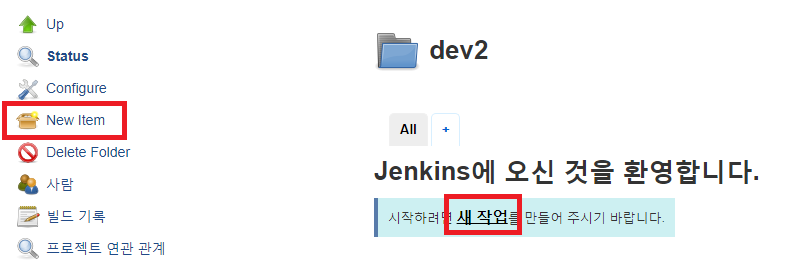 Up
Status
Configure
New Item
Delete Folder
사람
빌드 기록
프로젝트 연관 관계
dev2
All +
Jenkins에 오신 것을 환영합니다.
시작하려면 새 작업를 만들어 주시기 바랍니다.